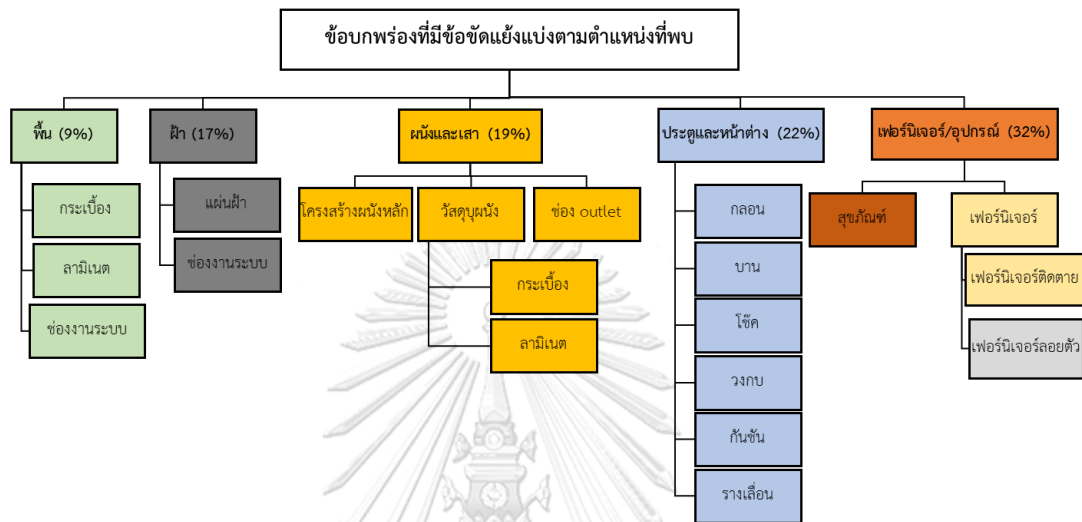 ข้อบกพร่องที่มีข้อขัดแย้งแบ่งตามตำแหน่งที่พบ
พื้น (9%)
กระเบื้อง
ลามิเนต
ช่องงานระบบ
ฝ้า (17%)
แผ่นฝ้า
ช่องงานระบบ
ผนังและเสา (19%)
โครงสร้างผนังหลัก
วัสดุบุผนัง
กระเบื้อง
ลามิเนต
ช่อง outlet
ประตูและหน้าต่าง (22%)
กลอน
บาน
โช๊ค
วงกบ
กันชัน
รางเลื่อน
เฟอร์นิเจอร์/อุปกรณ์ (32%)
สุขภัณฑ์
เฟอร์นิเจอร์
เฟอร์นิเจอร์ติดตาย
เฟอร์นิเจอร์ลอยตัว